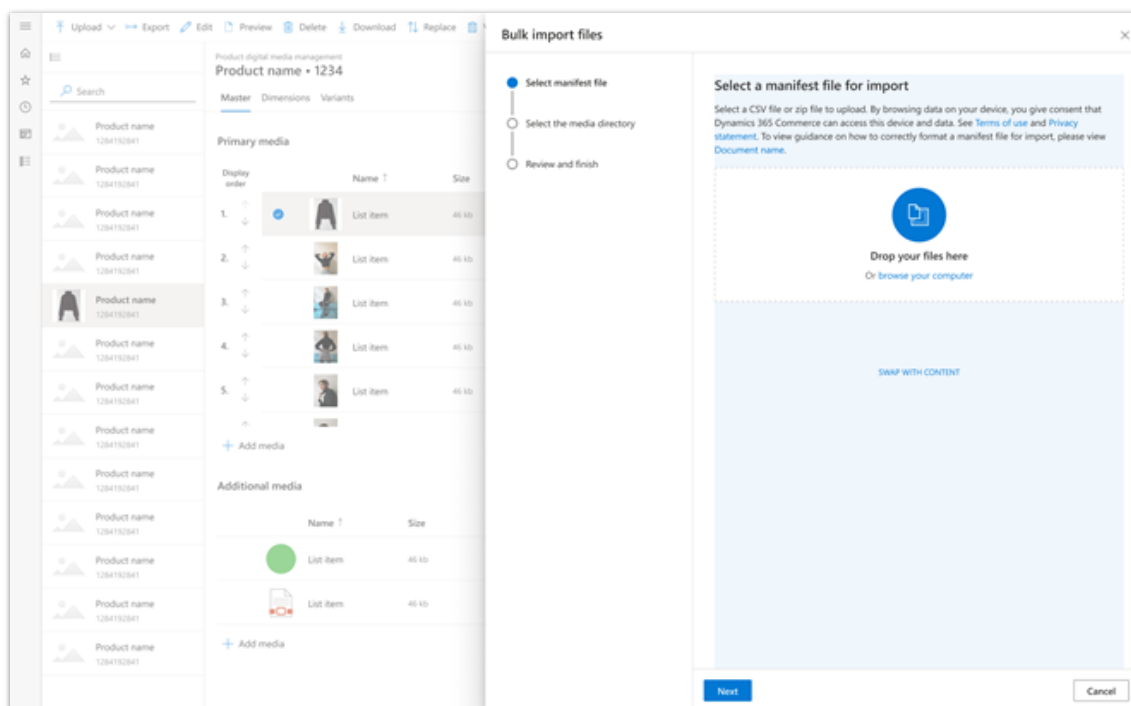 Upload
Export
Edit
Preview
Delete
Download
Replace
Bulk import files
Search
Product digital media management
Product name • 1234
Master Dimensions Variants
Primary media
Display order
Name ↑
Size
1. List item 46 kb
2. List item 46 kb
3. List item 46 kb
4. List item 46 kb
5. List item 46 kb
Add media
Additional media
Name ↑ Size
List item 46 kb
List item 46 kb
Add media
Product name
1284192841
Product name
1284192841
Product name
1284192841
Product name
1284192841
Product name
1284192841
Product name
1284192841
Product name
1284192841
Product name
1284192841
Product name
1284192841
Product name
1284192841
Product name
1284192841
Product name
1284192841
Product name
1284192841
Select manifest file
Select the media directory
Review and finish
Select a manifest file for import
Select a CSV file or zip file to upload. By browsing data on your device, you give consent that
Dynamics 365 Commerce can access this device and data. See Terms of use and Privacy
statement. To view guidance on how to correctly format a manifest file for import, please view
Document name.
Drop your files here
Or browse your computer
SWAP WITH CONTENT
Next
Cancel